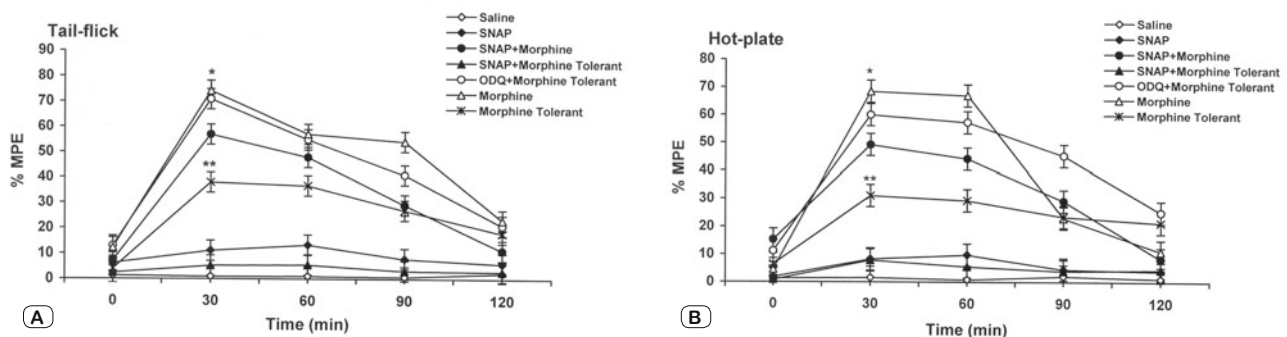 Tail-flick
Saline
SNAP
SNAP+Morphine
SNAP+Morphine Tolerant
ODQ+Morphine Tolerant
Morphine
Morphine Tolerant
90
80
70
60
50
40
30
20
10
0
% MPE
*
**
0 30 60 90 120
Time (min)
A
Hot-plate
Saline
SNAP
SNAP+Morphine
SNAP+Morphine Tolerant
ODQ+Morphine Tolerant
Morphine
Morphine Tolerant
80
70
60
50
40
30
20
10
0
% MPE
*
**
0 30 60 90 120
Time (min)
B